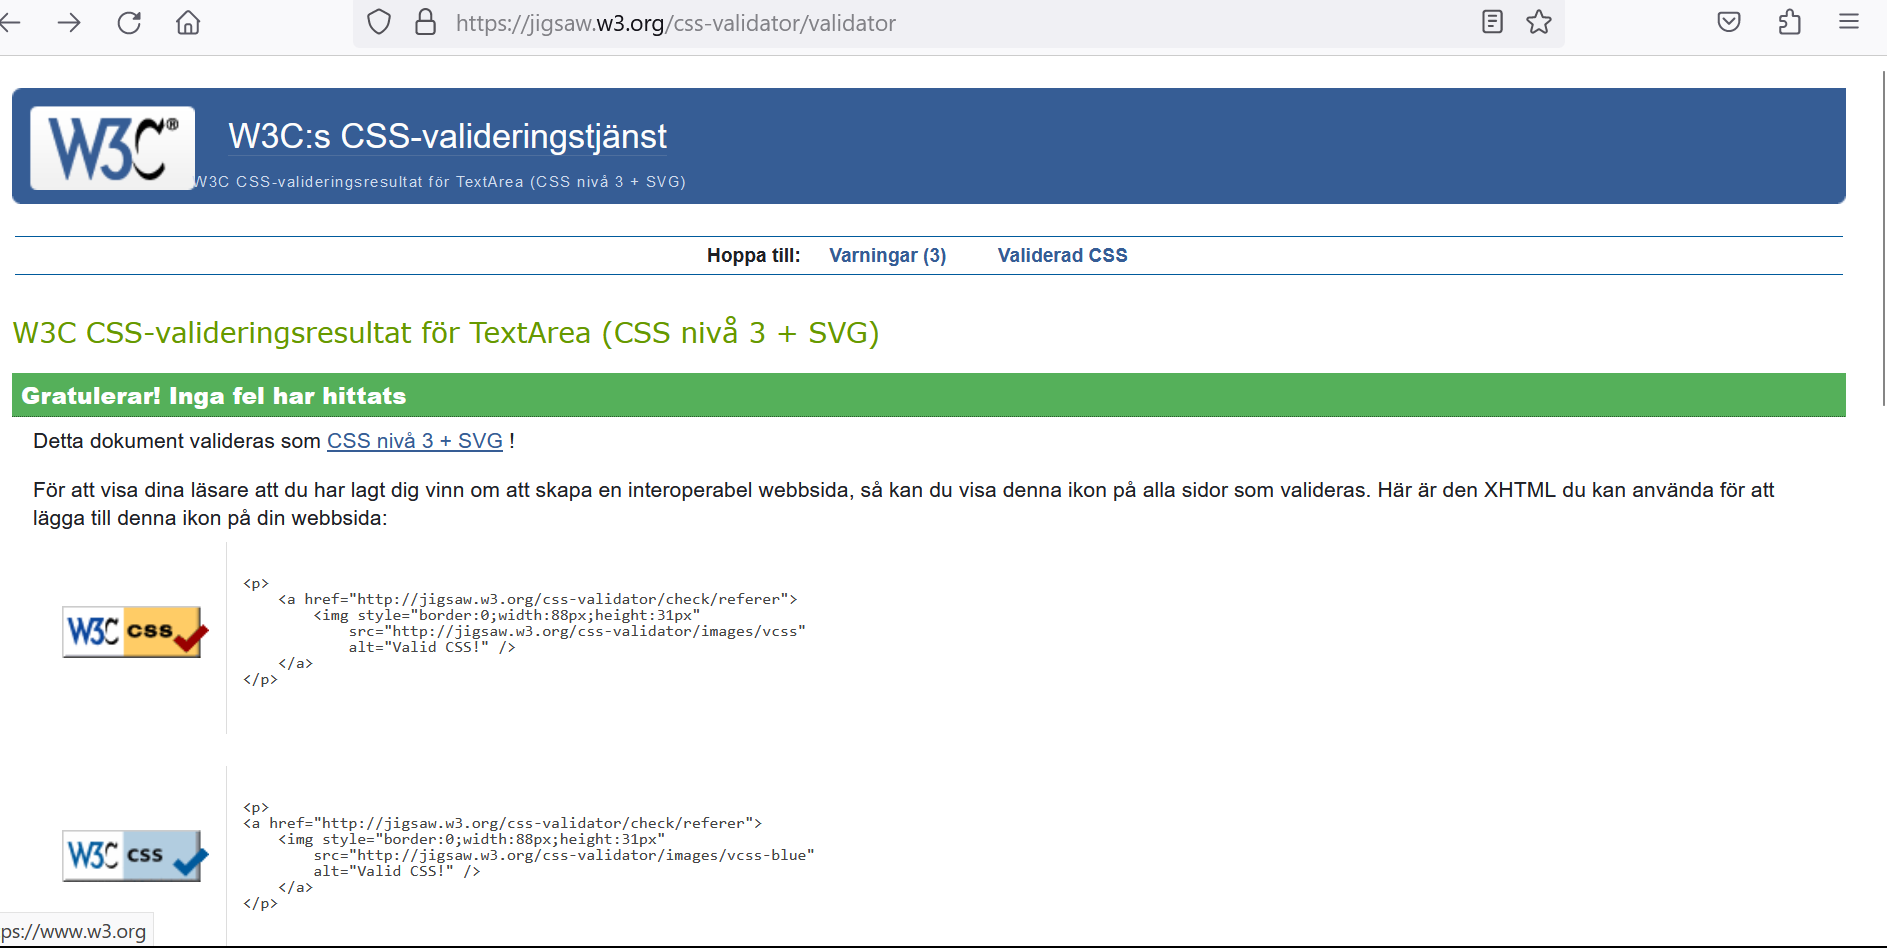 https://jigsaw.w3.org/css-validator/validator
W3C®
W3C:s CSS-valideringstjänst
W3C CSS-valideringsresultat för TextArea (CSS nivå 3 + SVG)
Hoppa till: Varningar (3) Validerad CSS
W3C CSS-valideringsresultat för TextArea (CSS nivå 3 + SVG)
Gratulerar! Inga fel har hittats
Detta dokument valideras som CSS nivå 3 + SVG !
För att visa dina läsare att du har lagt dig vinn om att skapa en interoperabel webbsida, så kan du visa denna ikon på alla sidor som valideras. Här är den XHTML du kan använda för att
lägga till denna ikon på din webbsida:
<p>
<a href="http://jigsaw.w3.org/css-validator/check/referer">
<img style="border:0;width:88px;height:31px"
W3C css
src="http://jigsaw.w3.org/css-validator/images/vcss"
alt="Valid CSS!" />
</a>
</p>
<p>
<a href="http://jigsaw.w3.org/css-validator/check/referer">
<img style="border:0;width:88px;height:31px"
W3C css
src="http://jigsaw.w3.org/css-validator/images/vcss-blue"
alt="Valid CSS!" />
</a>
</p>
ps://www.w3.org